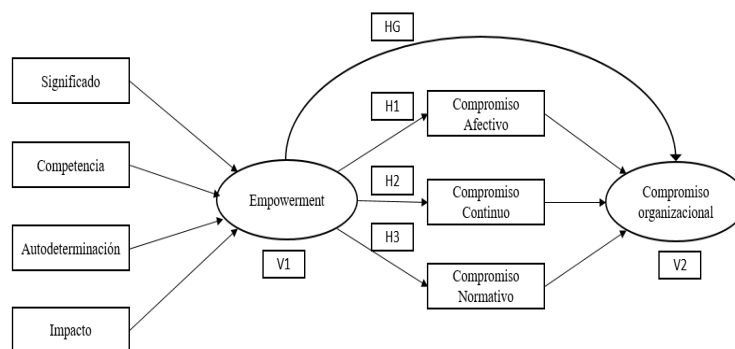 HG
Significado
H1
Compromiso
Afectivo
Competencia
H2
Empowerment
Compromiso
Continuo
Compromiso
organizacional
Autodeterminación
H3
V1
V2
Compromiso
Normativo
Impacto